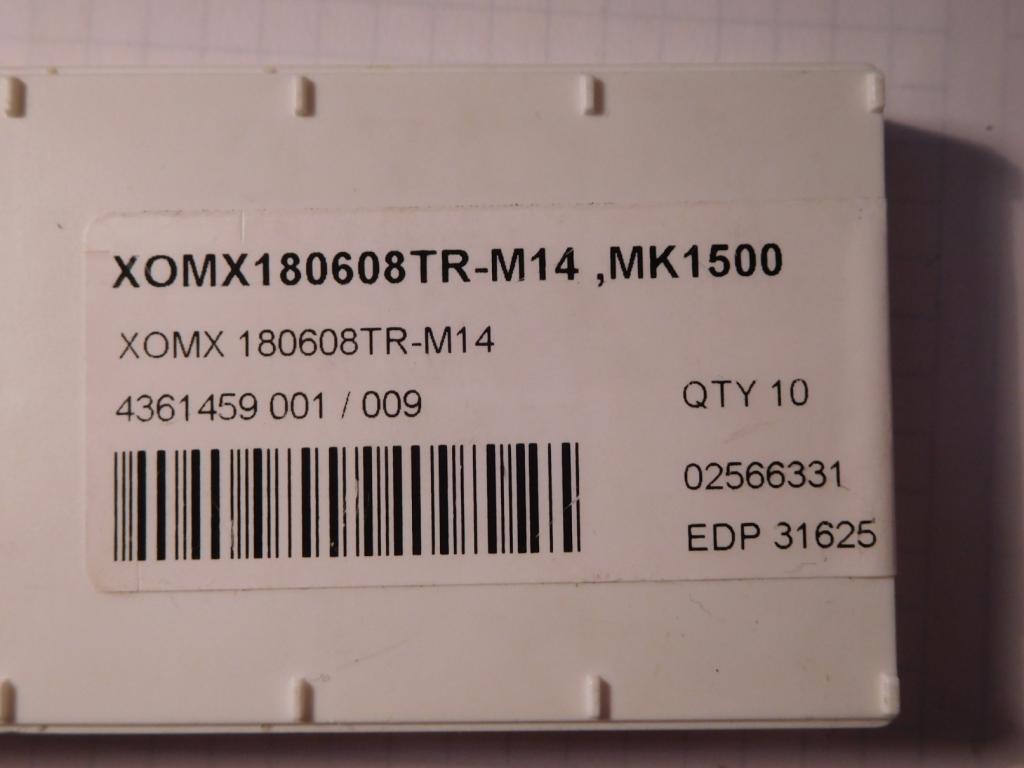 XOMX180608TR-M14 ,MK1500
XOMX 180608TR-M14
4361459 001 / 009
QTY 10
02566331
EDP 31625